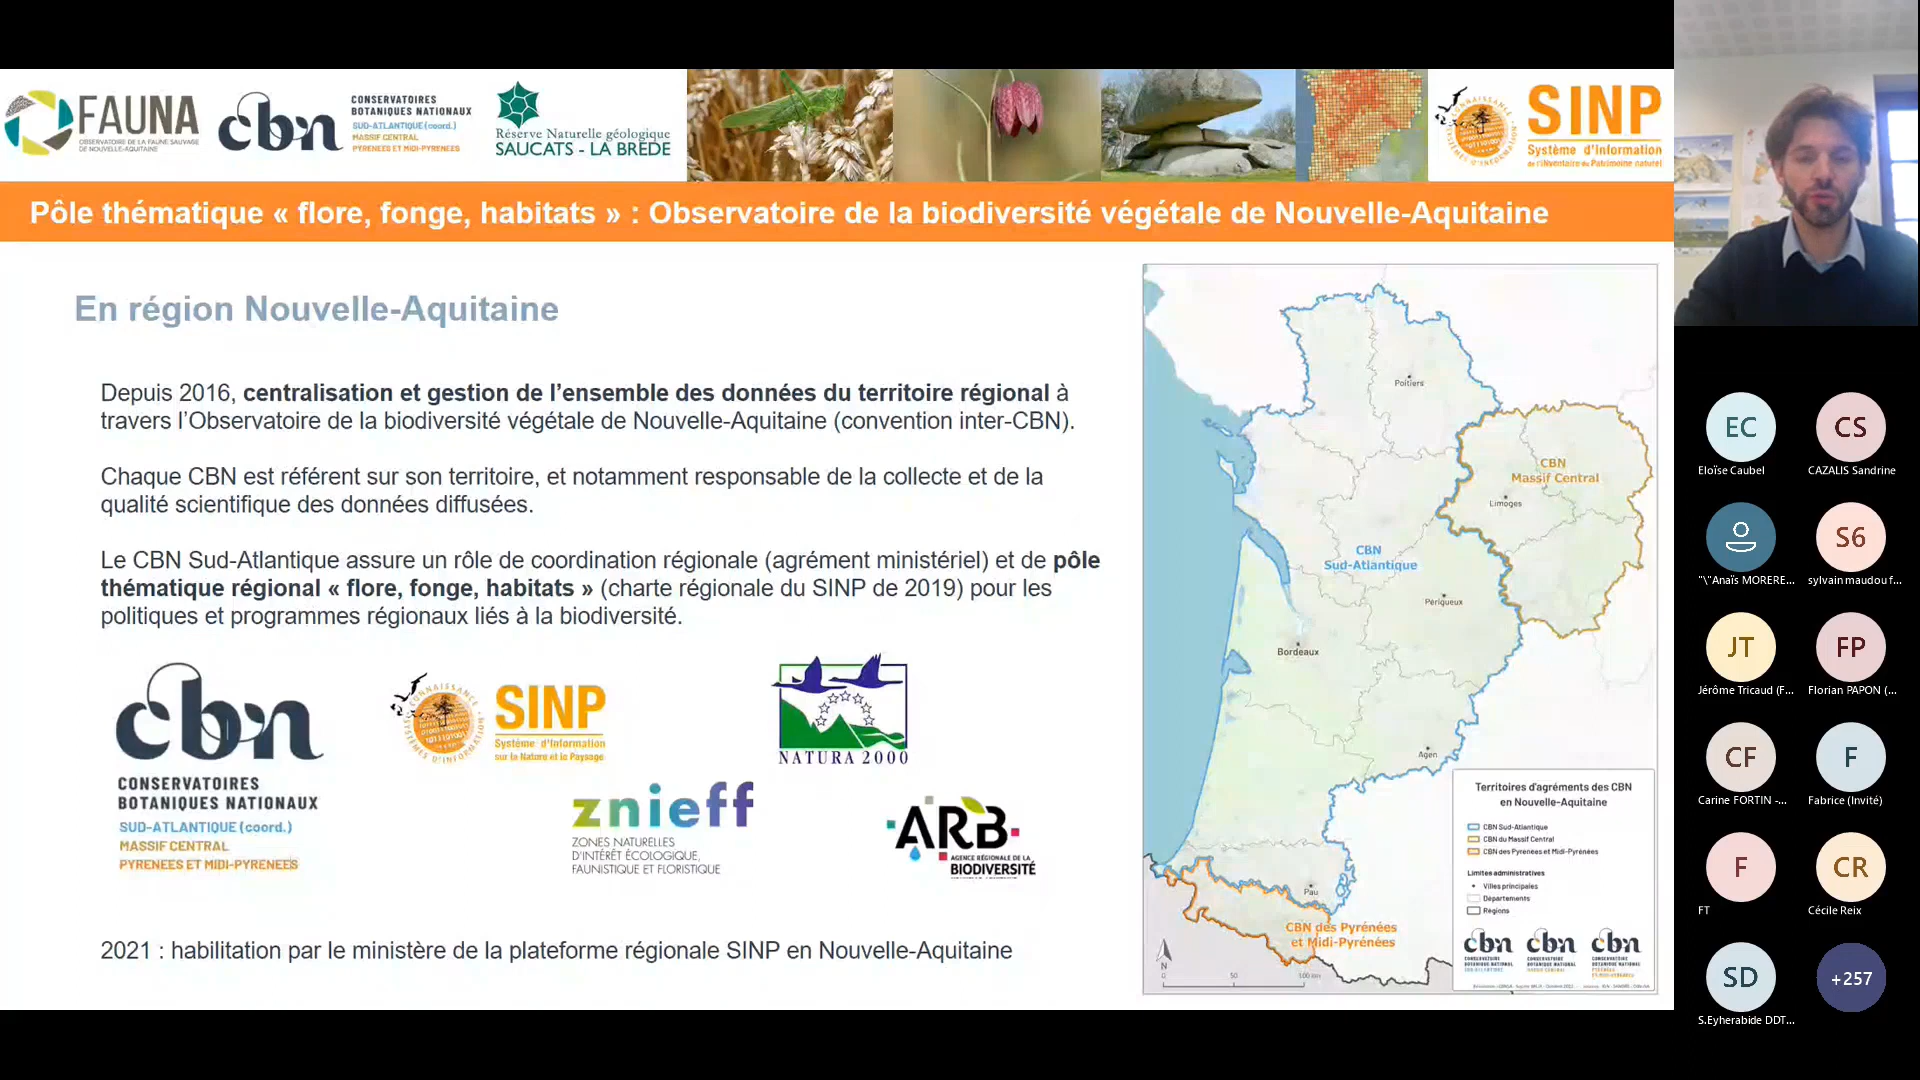 FAUNA
OBSERVATOIRE DE LA FAUNE SAUVAGE
DE NOUVELLE-AQUITAINE
cbn
CONSERVATOIRES
BOTANIQUES NATIONAUX
SUD-ATLANTIQUE (coord.)
MASSIF CENTRAL
PYRENEES ET MIDI-PYRENEES
Réserve Naturelle géologique
SAUCATS - LA BRÈDE
SINP
Système d'Information
de l'Inventaire du Patrimoine naturel
Pôle thématique « flore, fonge, habitats » : Observatoire de la biodiversité végétale de Nouvelle-Aquitaine
En région Nouvelle-Aquitaine
Depuis 2016, centralisation et gestion de l'ensemble des données du territoire régional à
travers l'Observatoire de la biodiversité végétale de Nouvelle-Aquitaine (convention inter-CBN).
Chaque CBN est référent sur son territoire, et notamment responsable de la collecte et de la
qualité scientifique des données diffusées.
Le CBN Sud-Atlantique assure un rôle de coordination régionale (agrément ministériel) et de pôle
thématique régional « flore, fonge, habitats » (charte régionale du SINP de 2019) pour les
politiques et programmes régionaux liés à la biodiversité.
cbn
CONSERVATOIRES
BOTANIQUES NATIONAUX
SUD-ATLANTIQUE (coord.)
MASSIF CENTRAL
PYRENEES ET MIDI-PYRENEES
SINP
Système d'Information
sur la Nature et le Paysage
NATURA 2000
znieff
ZONES NATURELLES
D'INTÉRÊT ÉCOLOGIQUE,
FAUNISTIQUE ET FLORISTIQUE
ARB
AGENCE RÉGIONALE DE LA
BIODIVERSITÉ
2021 : habilitation par le ministère de la plateforme régionale SINP en Nouvelle-Aquitaine
Poitiers
CBN
Massif Central
Limoges
CBN
Sud-Atlantique
Périgueux
Bordeaux
Agen
Pau
CBN des Pyrénées
et Midi-Pyrénées
N
0 50 100 km
Territoires d'agréments des CBN
en Nouvelle-Aquitaine
CBN Sud-Atlantique
CBN du Massif Central
CBN des Pyrénées et Midi-Pyrénées
Limites administratives
Villes principales
Départements
Régions
cbn cbn cbn
EC
Eloïse Caubel
CS
CAZALIS Sandrine
"\"Anaïs MORERE...
S6
sylvain maudou f...
JT
Jérôme Tricaud (F...
FP
Florian PAPON (...
CF
Carine FORTIN -...
F
Fabrice (Invité)
F
FT
CR
Cécile Reix
SD
S.Eyherabide DDT...
+257